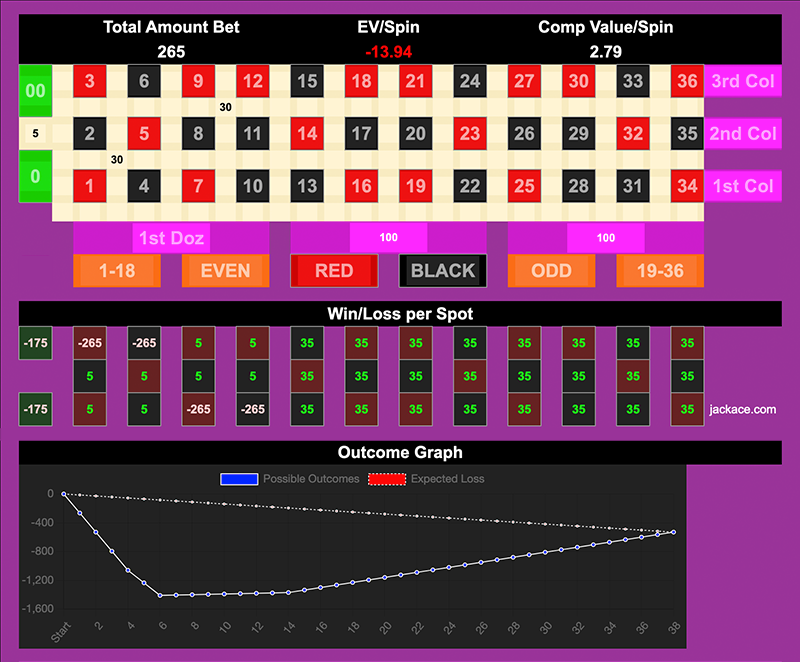 Total Amount Bet EV/Spin Comp Value/Spin
265 -13.94 2.79
00 3 6 9 12 15 18 21 24 27 30 33 36 3rd Col
30
5 2 5 8 11 14 17 20 23 26 29 32 35 2nd Col
30
0 1 4 7 10 13 16 19 22 25 28 31 34 1st Col
1st Doz 100 100
1-18 EVEN RED BLACK ODD 19-36
Win/Loss per Spot
-175 -265 -265 5 5 35 35 35 35 35 35 35 35
5 5 5 5 35 35 35 35 35 35 35 35
-175 5 5 -265 -265 35 35 35 35 35 35 35 35 jackace.com
Outcome Graph
Possible Outcomes Expected Loss
0
-400
-800
-1,200
-1,600
Start 2 4 6 8 10 12 14 16 18 20 22 24 26 28 30 32 34 36 38